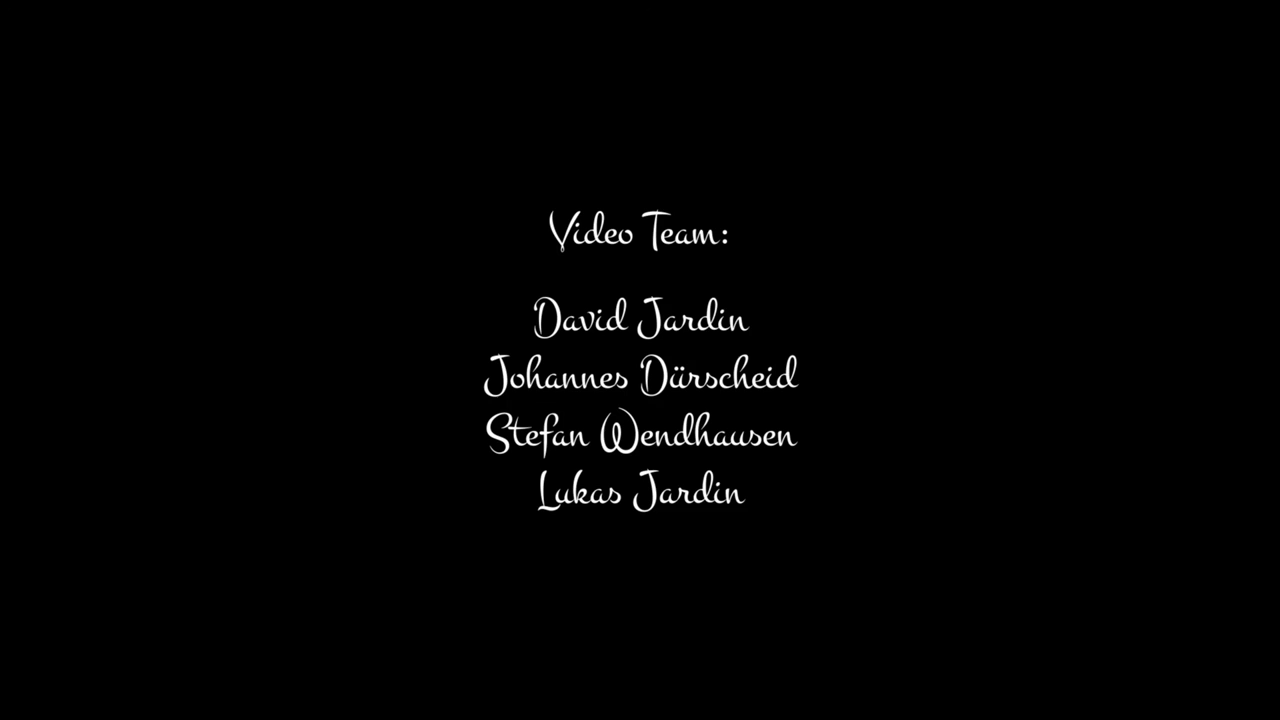 Video Team:
David Jardin
Johannes Dürscheid
Stefan Wendhausen
Lukas Jardin